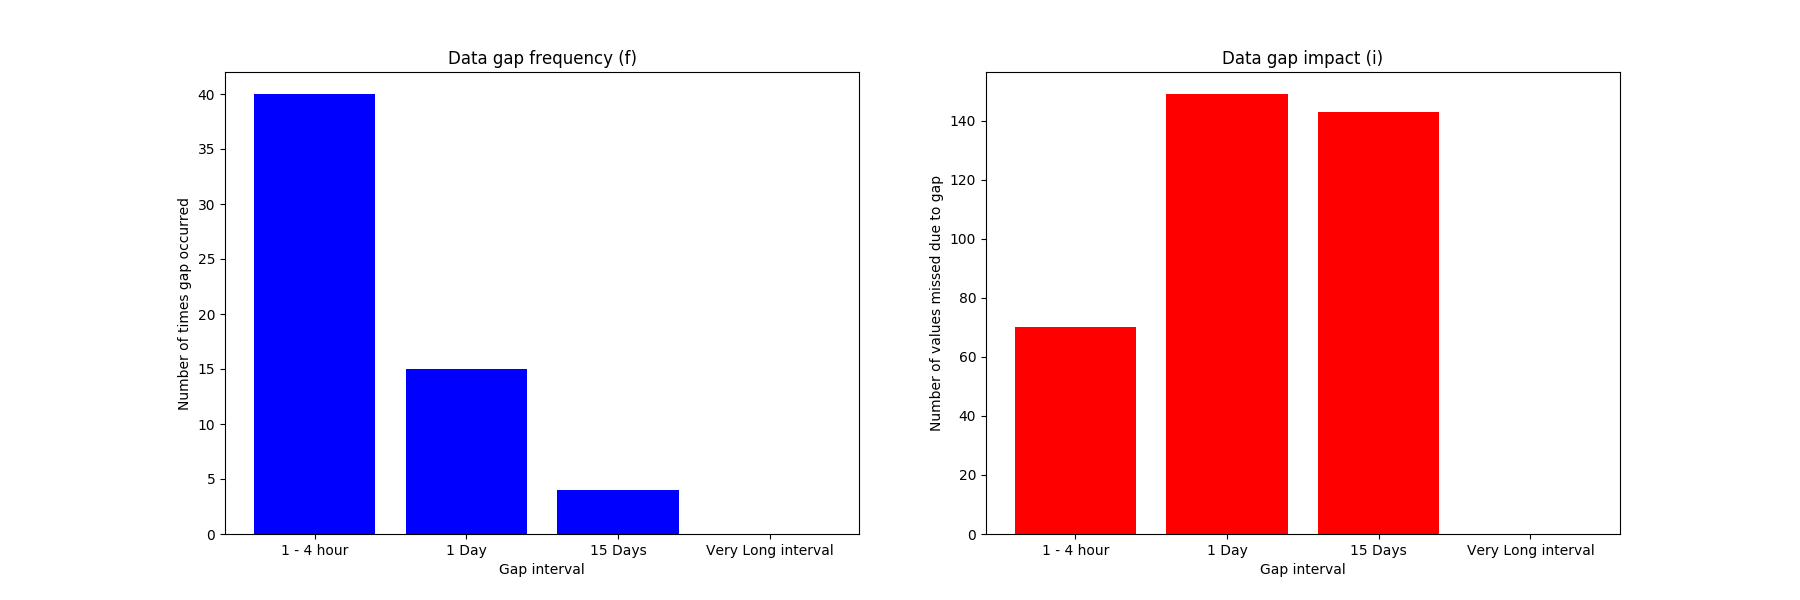 Data gap frequency (f)
Number of times gap occurred
40
35
30
25
20
15
10
5
0
1 - 4 hour
1 Day
15 Days
Very Long interval
Gap interval
Data gap impact (i)
Number of values missed due to gap
140
120
100
80
60
40
20
0
1 - 4 hour
1 Day
15 Days
Very Long interval
Gap interval